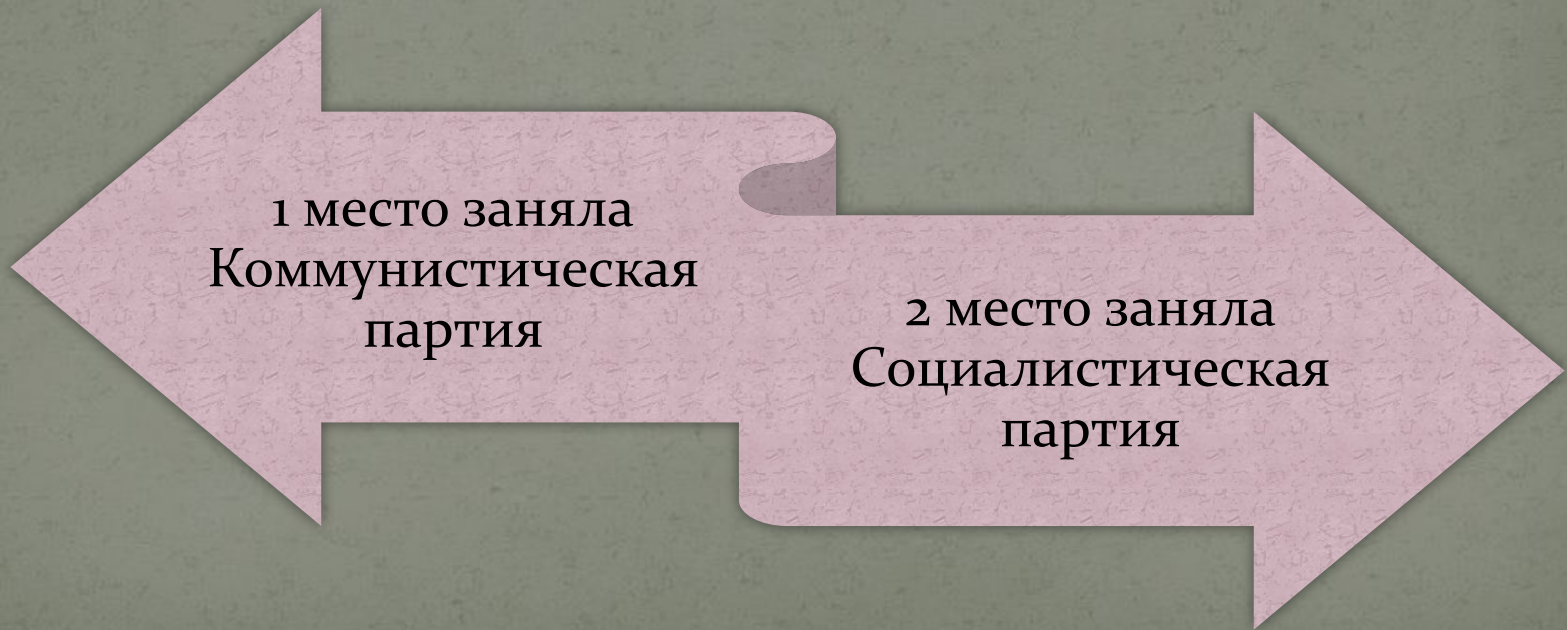 1 место заняла
Коммунистическая
партия
2 место заняла
Социалистическая
партия